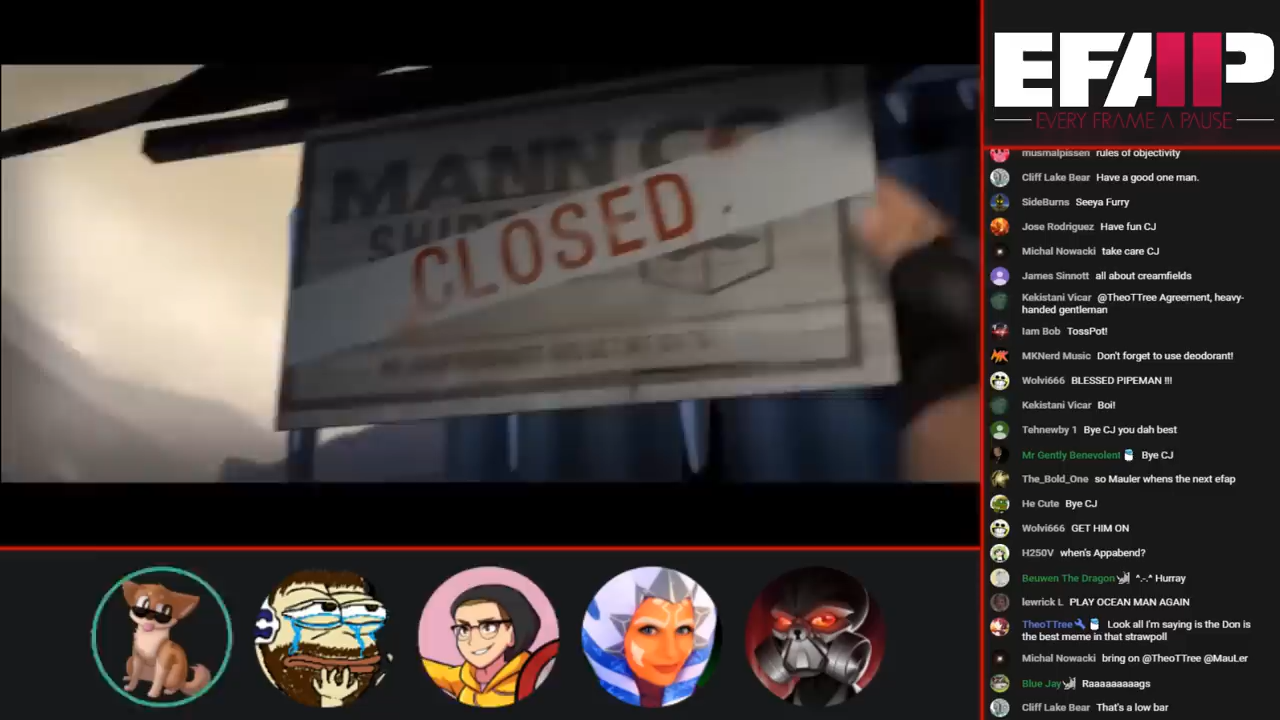 MANN CO
SHIPP
CLOSED
EFAP
EVERY FRAME A PAUSE
musmalpissen rules of objectivity
Cliff Lake Bear Have a good one man.
SideBurns Seeya Furry
Jose Rodriguez Have fun CJ
Michal Nowacki take care CJ
James Sinnott all about creamfields
Kekistani Vicar @TheoTTree Agreement, heavy-
handed gentleman
Iam Bob TossPot!
MKNerd Music Don't forget to use deodorant!
Wolvi666 BLESSED PIPEMAN !!!
Kekistani Vicar Boi!
Tehnewby 1 Bye CJ you dah best
Mr Gently Benevolent Bye CJ
The_Bold_One so Mauler whens the next efap
He Cute Bye CJ
Wolvi666 GET HIM ON
H250V when's Appabend?
Beuwen The Dragon ^.-.^ Hurray
lewrick L PLAY OCEAN MAN AGAIN
TheoTTree Look all I'm saying is the Don is
the best meme in that strawpoll
Michal Nowacki bring on @TheoTTree @MauLer
Blue Jay Raaaaaaaaags
Cliff Lake Bear That's a low bar